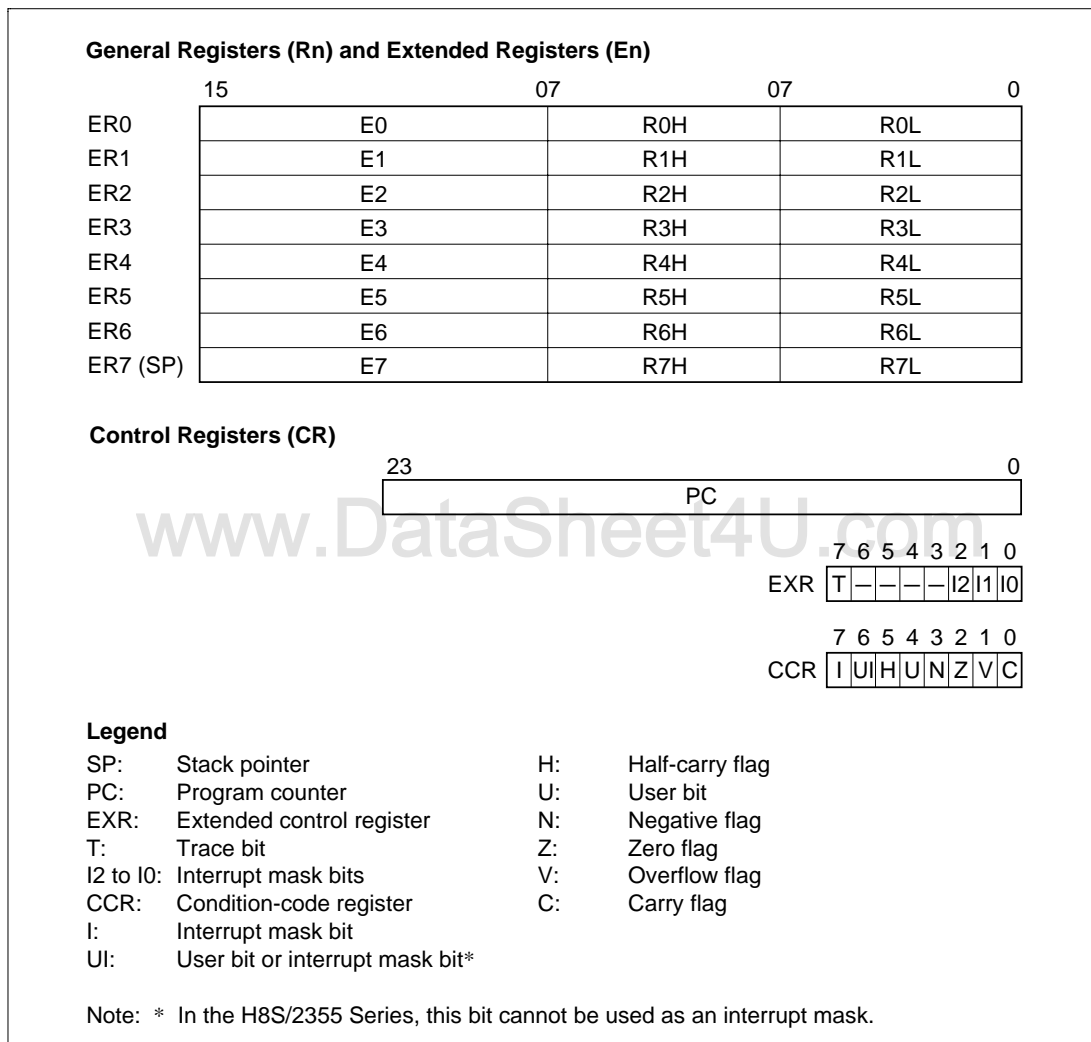 General Registers (Rn) and Extended Registers (En)
15 07 07 0
ER0 E0 R0H R0L
ER1 E1 R1H R1L
ER2 E2 R2H R2L
ER3 E3 R3H R3L
ER4 E4 R4H R4L
ER5 E5 R5H R5L
ER6 E6 R6H R6L
ER7 (SP) E7 R7H R7L
Control Registers (CR)
23 0
PC
www.DataSheet4U.com
7 6 5 4 3 2 1 0
EXR T — — — — I2 I1 I0
7 6 5 4 3 2 1 0
CCR I UI H U N Z V C
Legend
SP: Stack pointer H: Half-carry flag
PC: Program counter U: User bit
EXR: Extended control register N: Negative flag
T: Trace bit Z: Zero flag
I2 to I0: Interrupt mask bits V: Overflow flag
CCR: Condition-code register C: Carry flag
I: Interrupt mask bit
UI: User bit or interrupt mask bit*
Note: * In the H8S/2355 Series, this bit cannot be used as an interrupt mask.